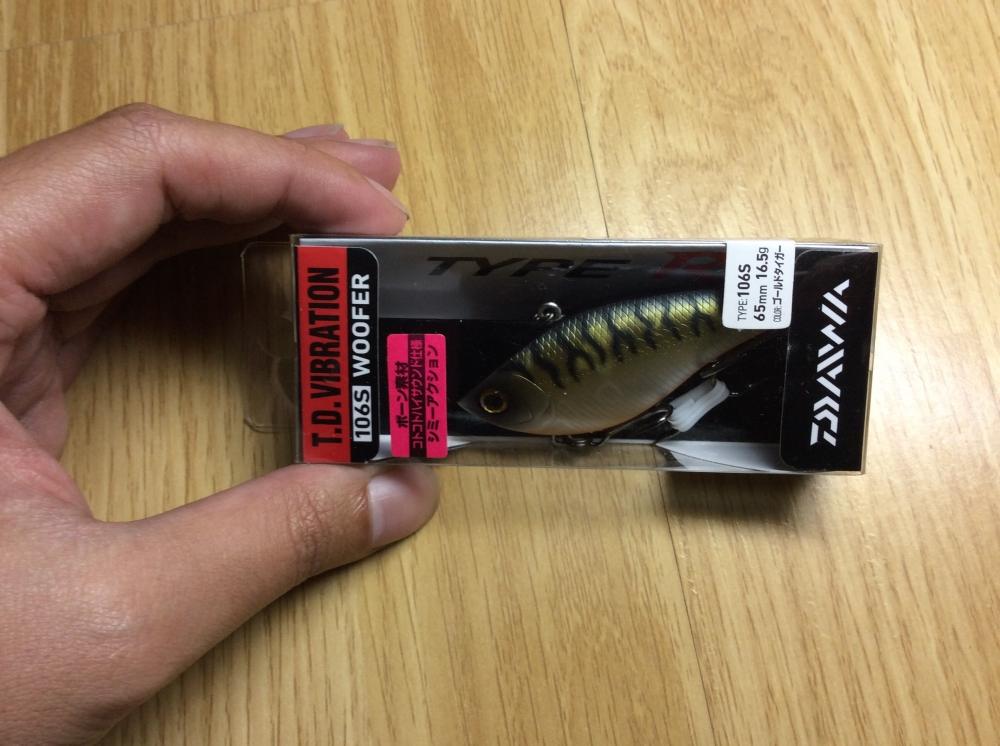 T.D.VIBRATION
106S WOOFER
ボーン素材
コトコトハイサウンド仕様
シミーアクション
TYPE
TYPE:106S
65mm 16.5g
COLOR:ゴールドタイガー
DAIWA